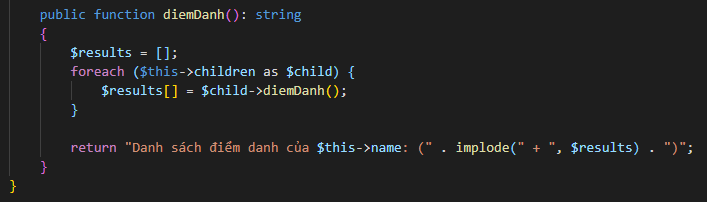 public function diemDanh(): string
{
$results = [];
foreach ($this->children as $child) {
$results[] = $child->diemDanh();
}
return "Danh sách điểm danh của $this->name: (" . implode(" + ", $results) . ")";
}
}